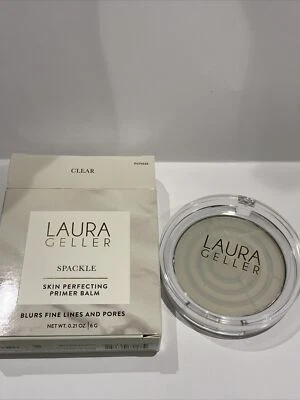 CLEAR
LAURA
GELLER
SPACKLE
SKIN PERFECTING
PRIMER BALM
BLURS FINE LINES AND PORES
NET WT. 0.21 OZ | 6 G
LAURA
GELLER